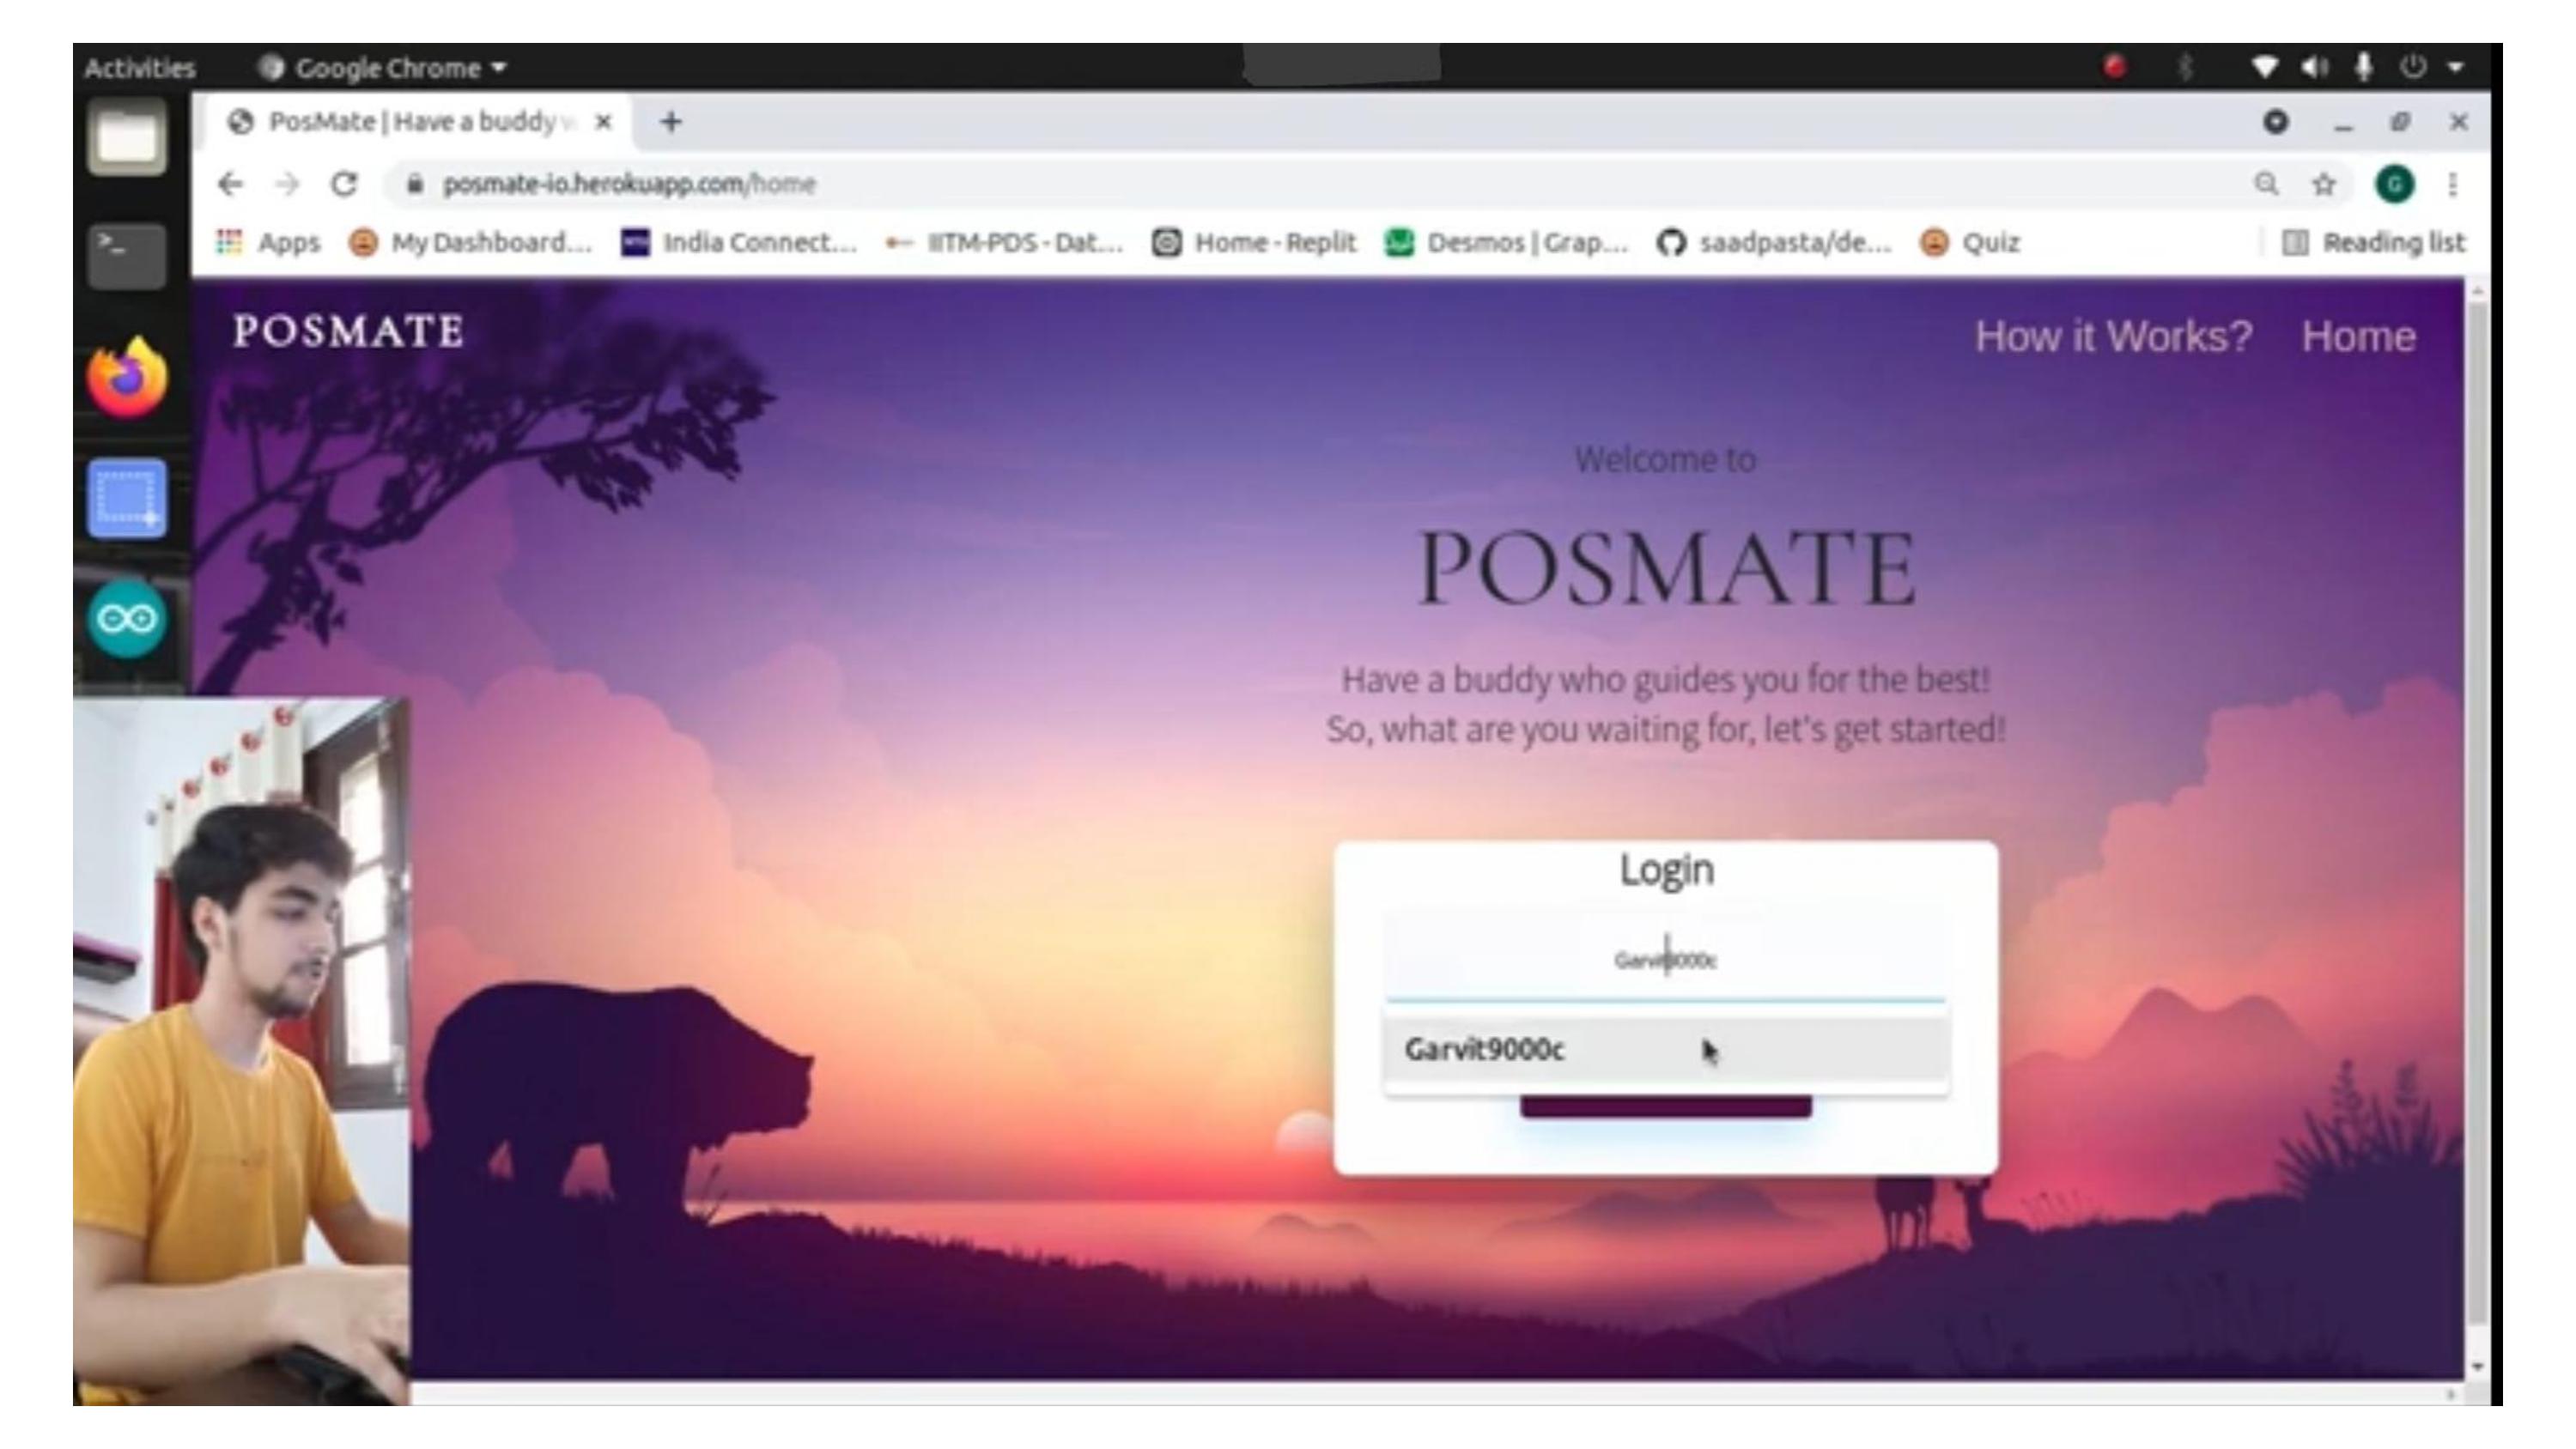 Activities Google Chrome
PosMate | Have a buddy
posmate-io.herokuapp.com/home
G
Apps My Dashboard... India Connect... IITM-PDS - Dat... Home - Replit Desmos | Grap... saadpasta/de... Quiz Reading list
POSMATE How it Works? Home
Welcome to
POSMATE
Have a buddy who guides you for the best!
So, what are you waiting for, let's get started!
Login
Garvit9000c
Garvit9000c